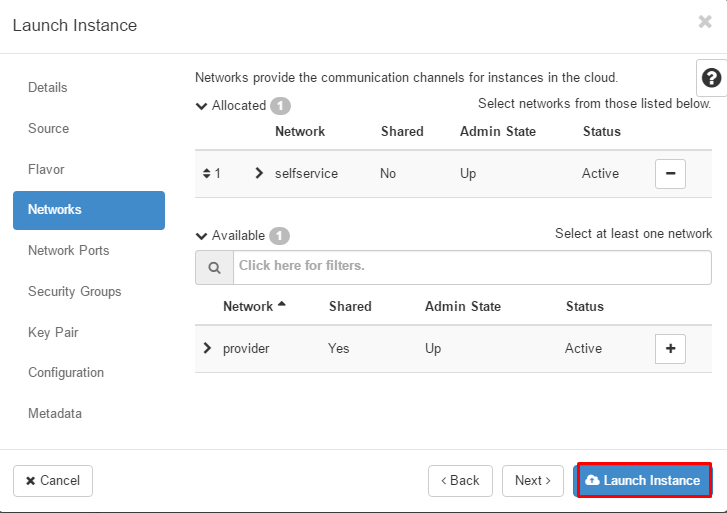 Launch Instance
Details
Source
Flavor
Networks
Network Ports
Security Groups
Key Pair
Configuration
Metadata
Networks provide the communication channels for instances in the cloud.
Allocated 1
Select networks from those listed below.
Network Shared Admin State Status
1 selfservice No Up Active
Available 1
Select at least one network
Click here for filters.
Network Shared Admin State Status
provider Yes Up Active
Cancel
< Back
Next >
Launch Instance